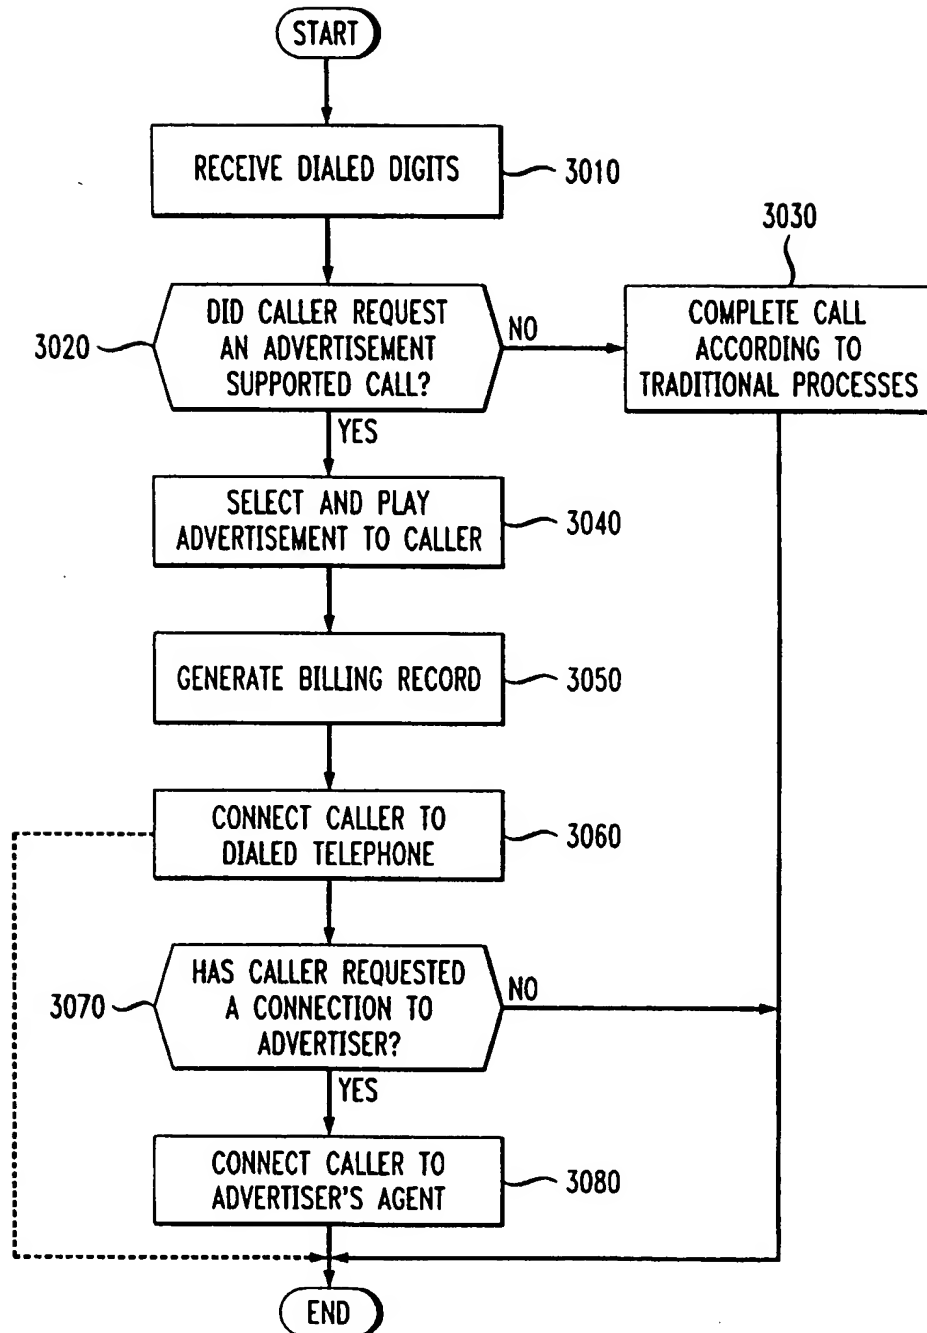 START
RECEIVE DIALED DIGITS
3010
3030
DID CALLER REQUEST
AN ADVERTISEMENT
SUPPORTED CALL?
3020
NO
COMPLETE CALL
ACCORDING TO
TRADITIONAL PROCESSES
YES
SELECT AND PLAY
ADVERTISEMENT TO CALLER
3040
GENERATE BILLING RECORD
3050
CONNECT CALLER TO
DIALED TELEPHONE
3060
HAS CALLER REQUESTED
A CONNECTION TO
ADVERTISER?
3070
NO
YES
CONNECT CALLER TO
ADVERTISER'S AGENT
3080
END